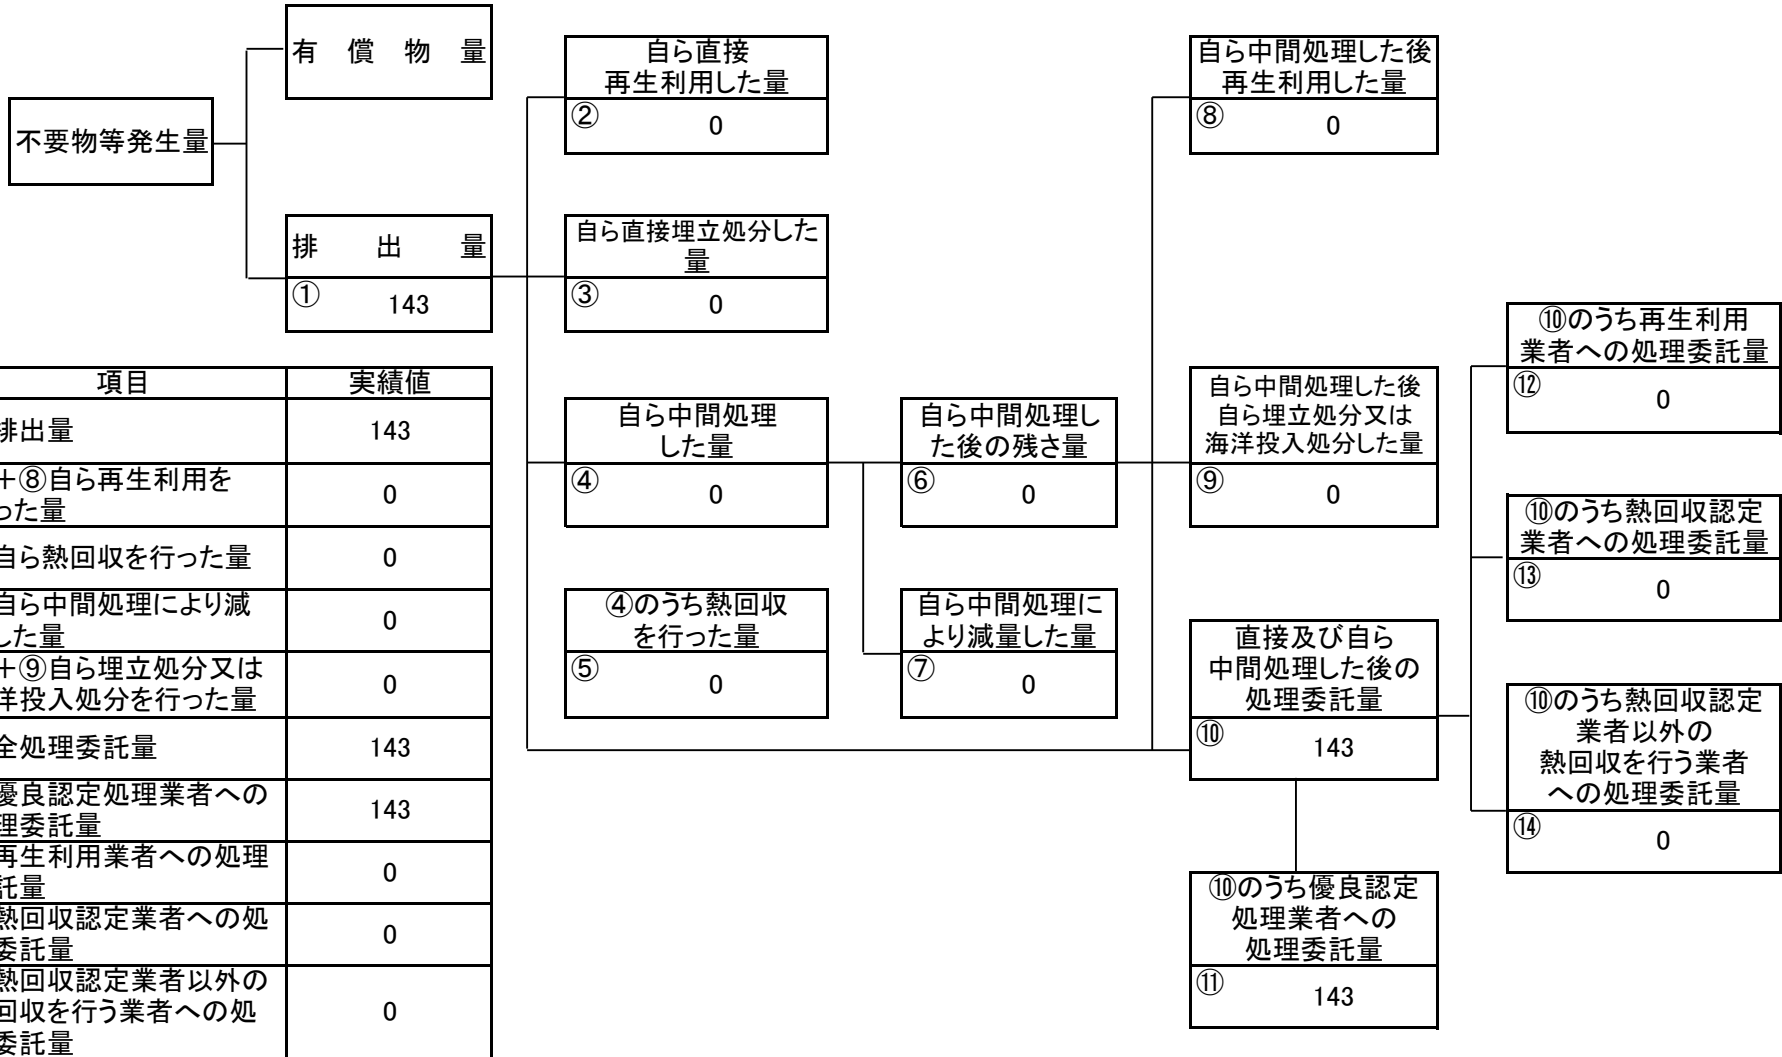 有償物量
不要物等発生量
排出量
①
143
自ら直接
再生利用した量
②
0
自ら直接埋立処分した
量
③
0
自ら中間処理
した量
④
0
④のうち熱回収
を行った量
⑤
0
自ら中間処理し
た後の残さ量
⑥
0
自ら中間処理に
より減量した量
⑦
0
自ら中間処理した後
再生利用した量
⑧
0
自ら中間処理した後
自ら埋立処分又は
海洋投入処分した量
⑨
0
直接及び自ら
中間処理した後の
処理委託量
⑩
143
⑩のうち優良認定
処理業者への
処理委託量
⑪
143
⑩のうち再生利用
業者への処理委託量
⑫
0
⑩のうち熱回収認定
業者への処理委託量
⑬
0
⑩のうち熱回収認定
業者以外の
熱回収を行う業者
への処理委託量
⑭
0
項目
実績値
排出量
143
+⑧自ら再生利用を
った量
0
自ら熱回収を行った量
0
自ら中間処理により減
した量
0
+⑨自ら埋立処分又は
洋投入処分を行った量
0
全処理委託量
143
優良認定処理業者への
理委託量
143
再生利用業者への処理
託量
0
熱回収認定業者への処
委託量
0
熱回収認定業者以外の
回収を行う業者への処
委託量
0